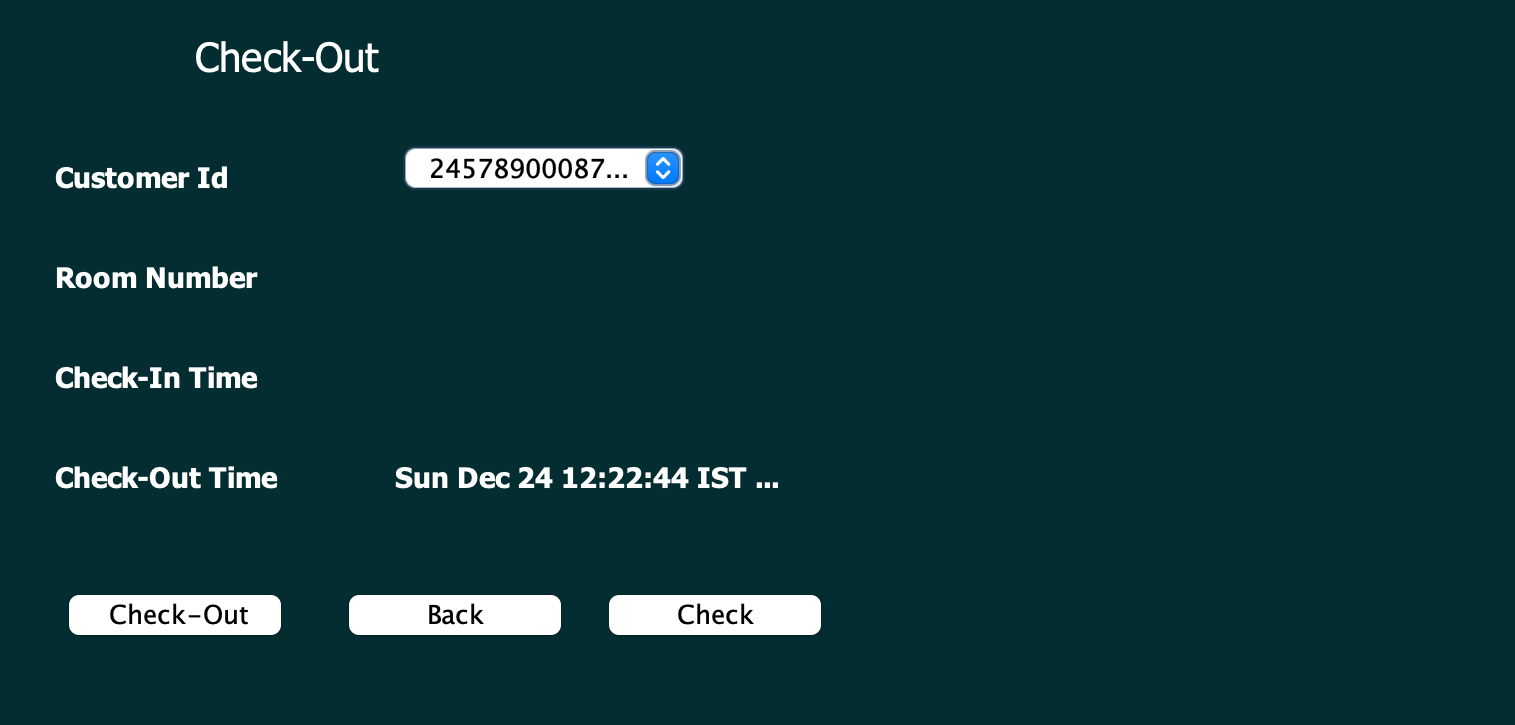 Check-Out
Customer Id 24578900087...
Room Number
Check-In Time
Check-Out Time Sun Dec 24 12:22:44 IST ...
Check-Out Back Check